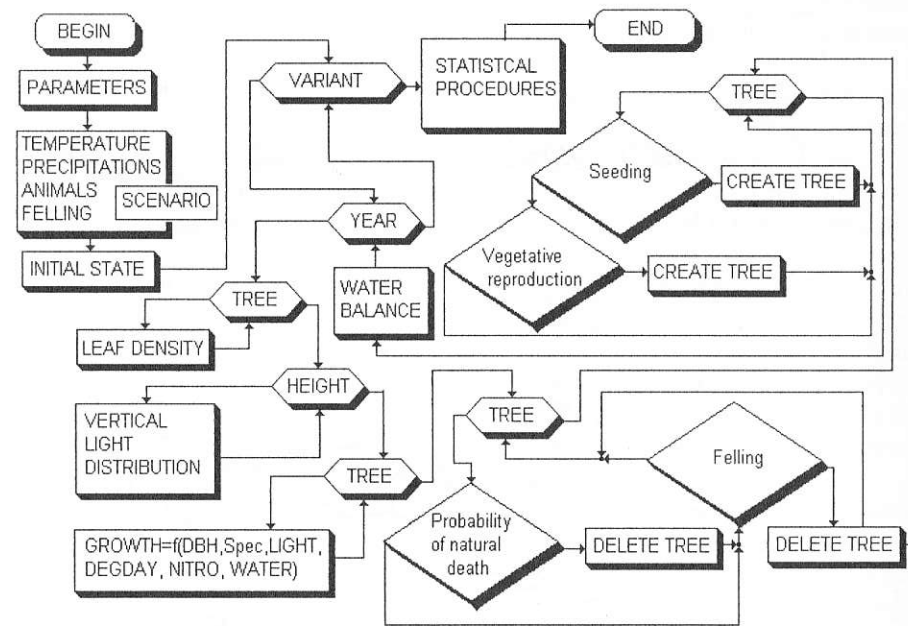 BEGIN
PARAMETERS
TEMPERATURE
PRECIPITATIONS
ANIMALS
FELLING
SCENARIO
INITIAL STATE
VARIANT
STATISTCAL
PROCEDURES
END
YEAR
WATER
BALANCE
TREE
LEAF DENSITY
HEIGHT
VERTICAL
LIGHT
DISTRIBUTION
TREE
GROWTH=f(DBH,Spec,LIGHT,
DEGDAY, NITRO, WATER)
TREE
Probability
of natural
death
DELETE TREE
Felling
DELETE TREE
TREE
Seeding
CREATE TREE
Vegetative
reproduction
CREATE TREE